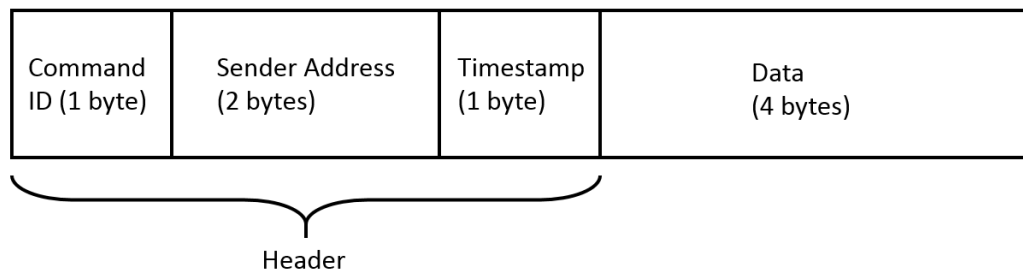 Command
ID (1 byte)
Sender Address
(2 bytes)
Timestamp
(1 byte)
Data
(4 bytes)
Header